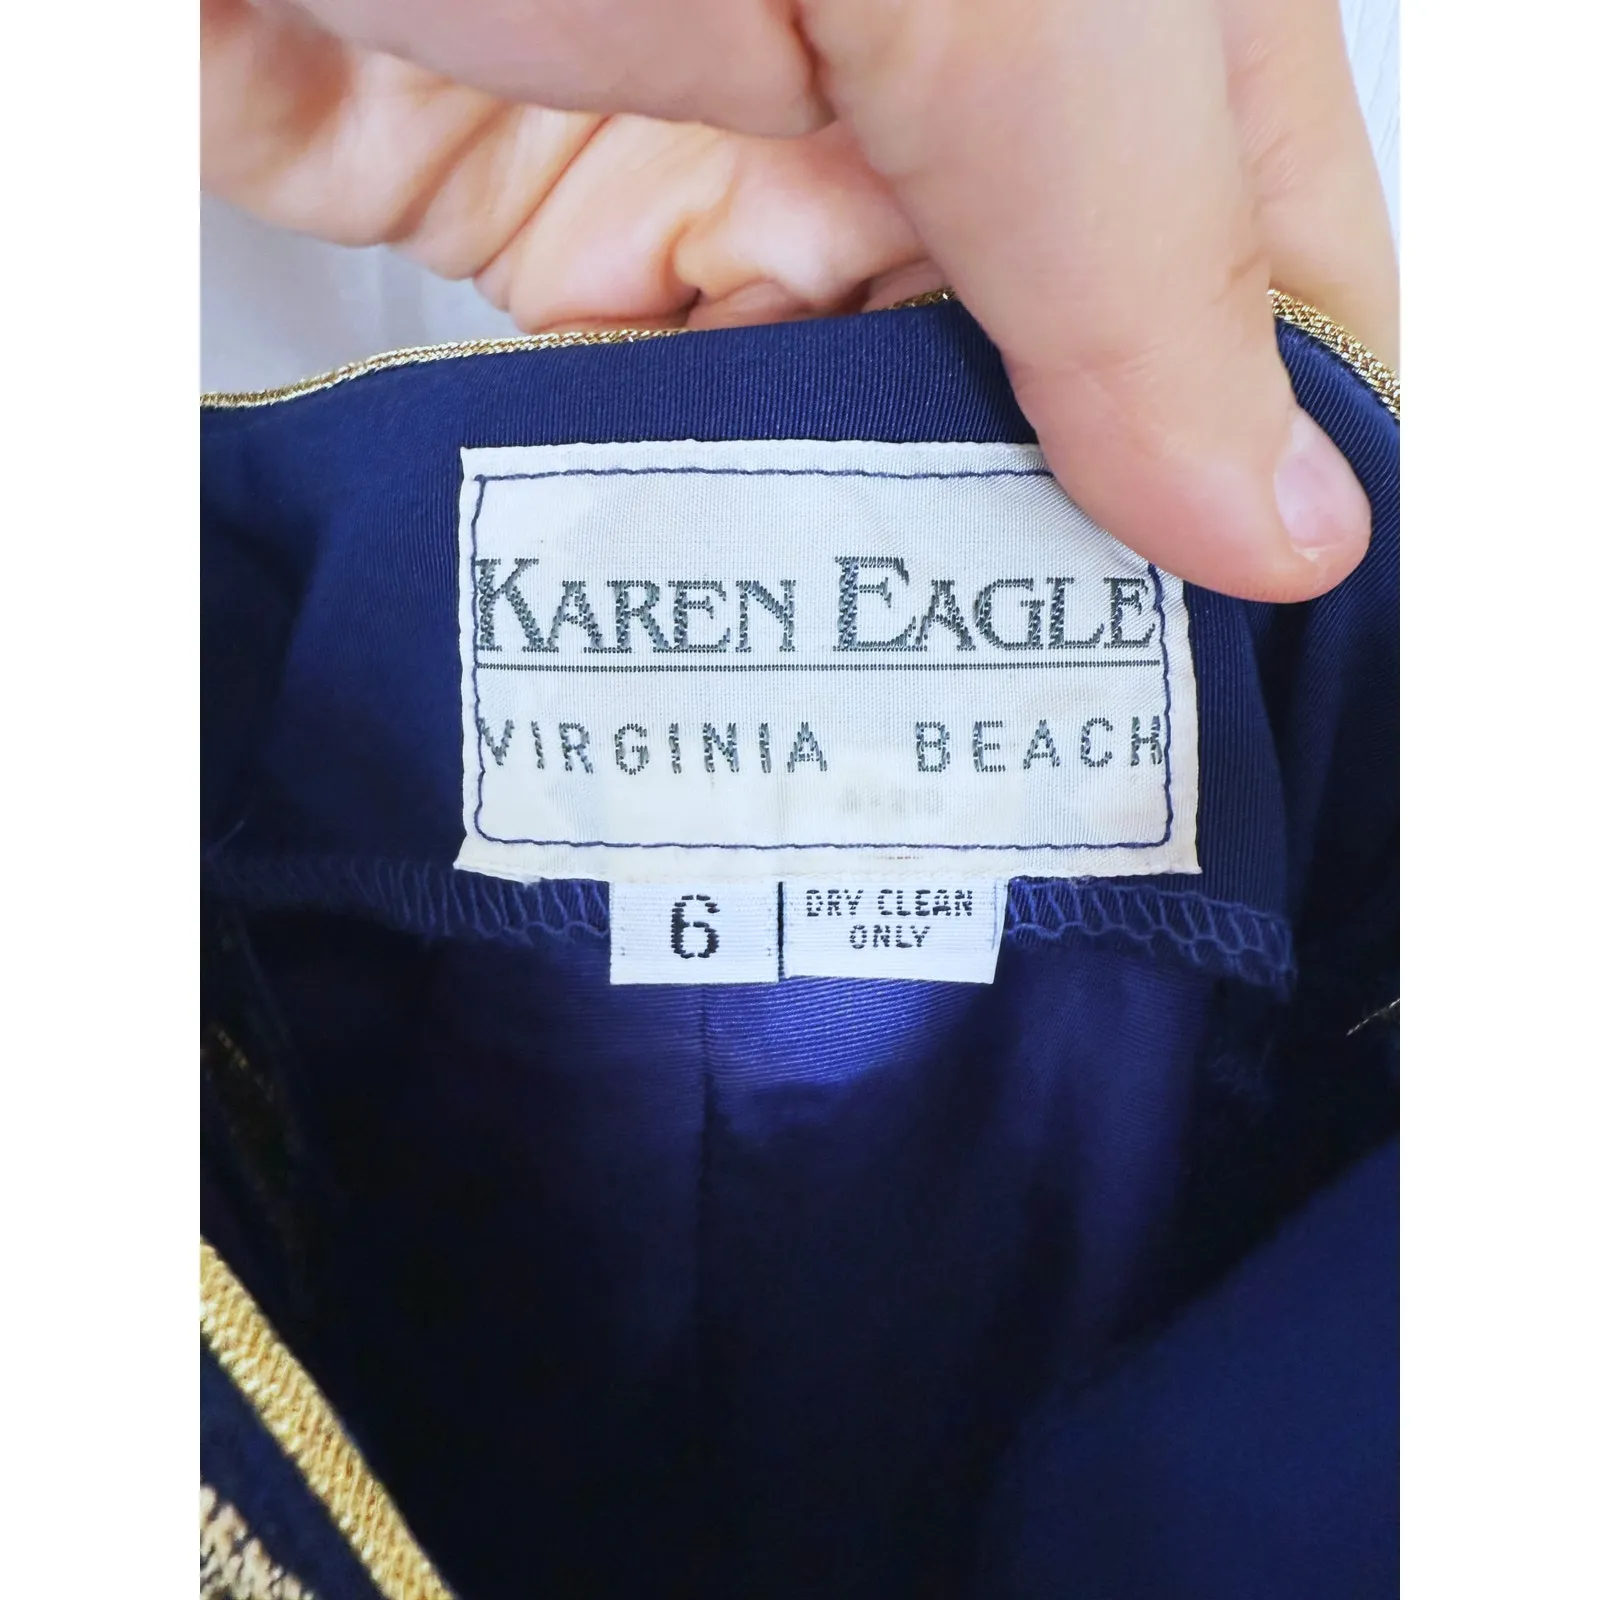 KAREN EAGLE
VIRGINIA BEACH
6
DRY CLEAN
ONLY